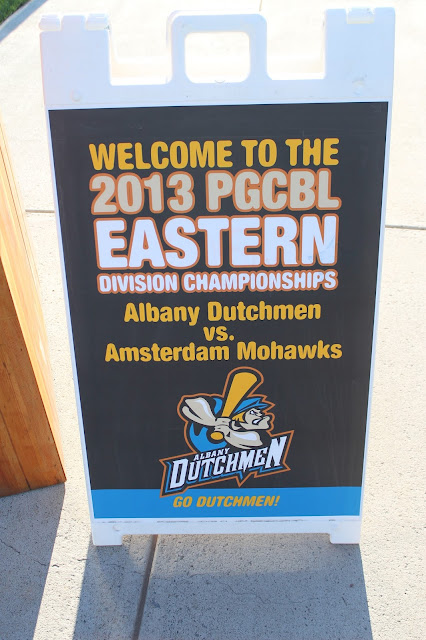 WELCOME TO THE
2013 PGCBL
EASTERN
DIVISION CHAMPIONSHIPS
Albany Dutchmen
vs.
Amsterdam Mohawks
ALBANY
DUTCHMEN
GO DUTCHMEN!